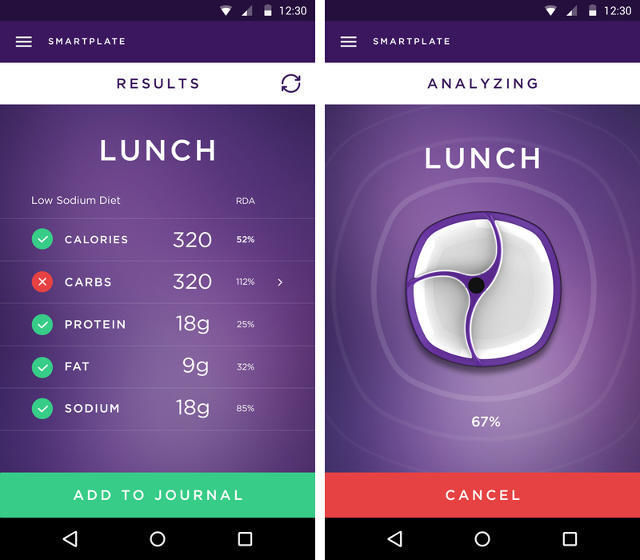 12:30
SMARTPLATE
RESULTS
LUNCH
Low Sodium Diet RDA
CALORIES 320 52%
CARBS 320 112%
PROTEIN 18g 25%
FAT 9g 32%
SODIUM 18g 85%
ADD TO JOURNAL
12:30
SMARTPLATE
ANALYZING
LUNCH
67%
CANCEL